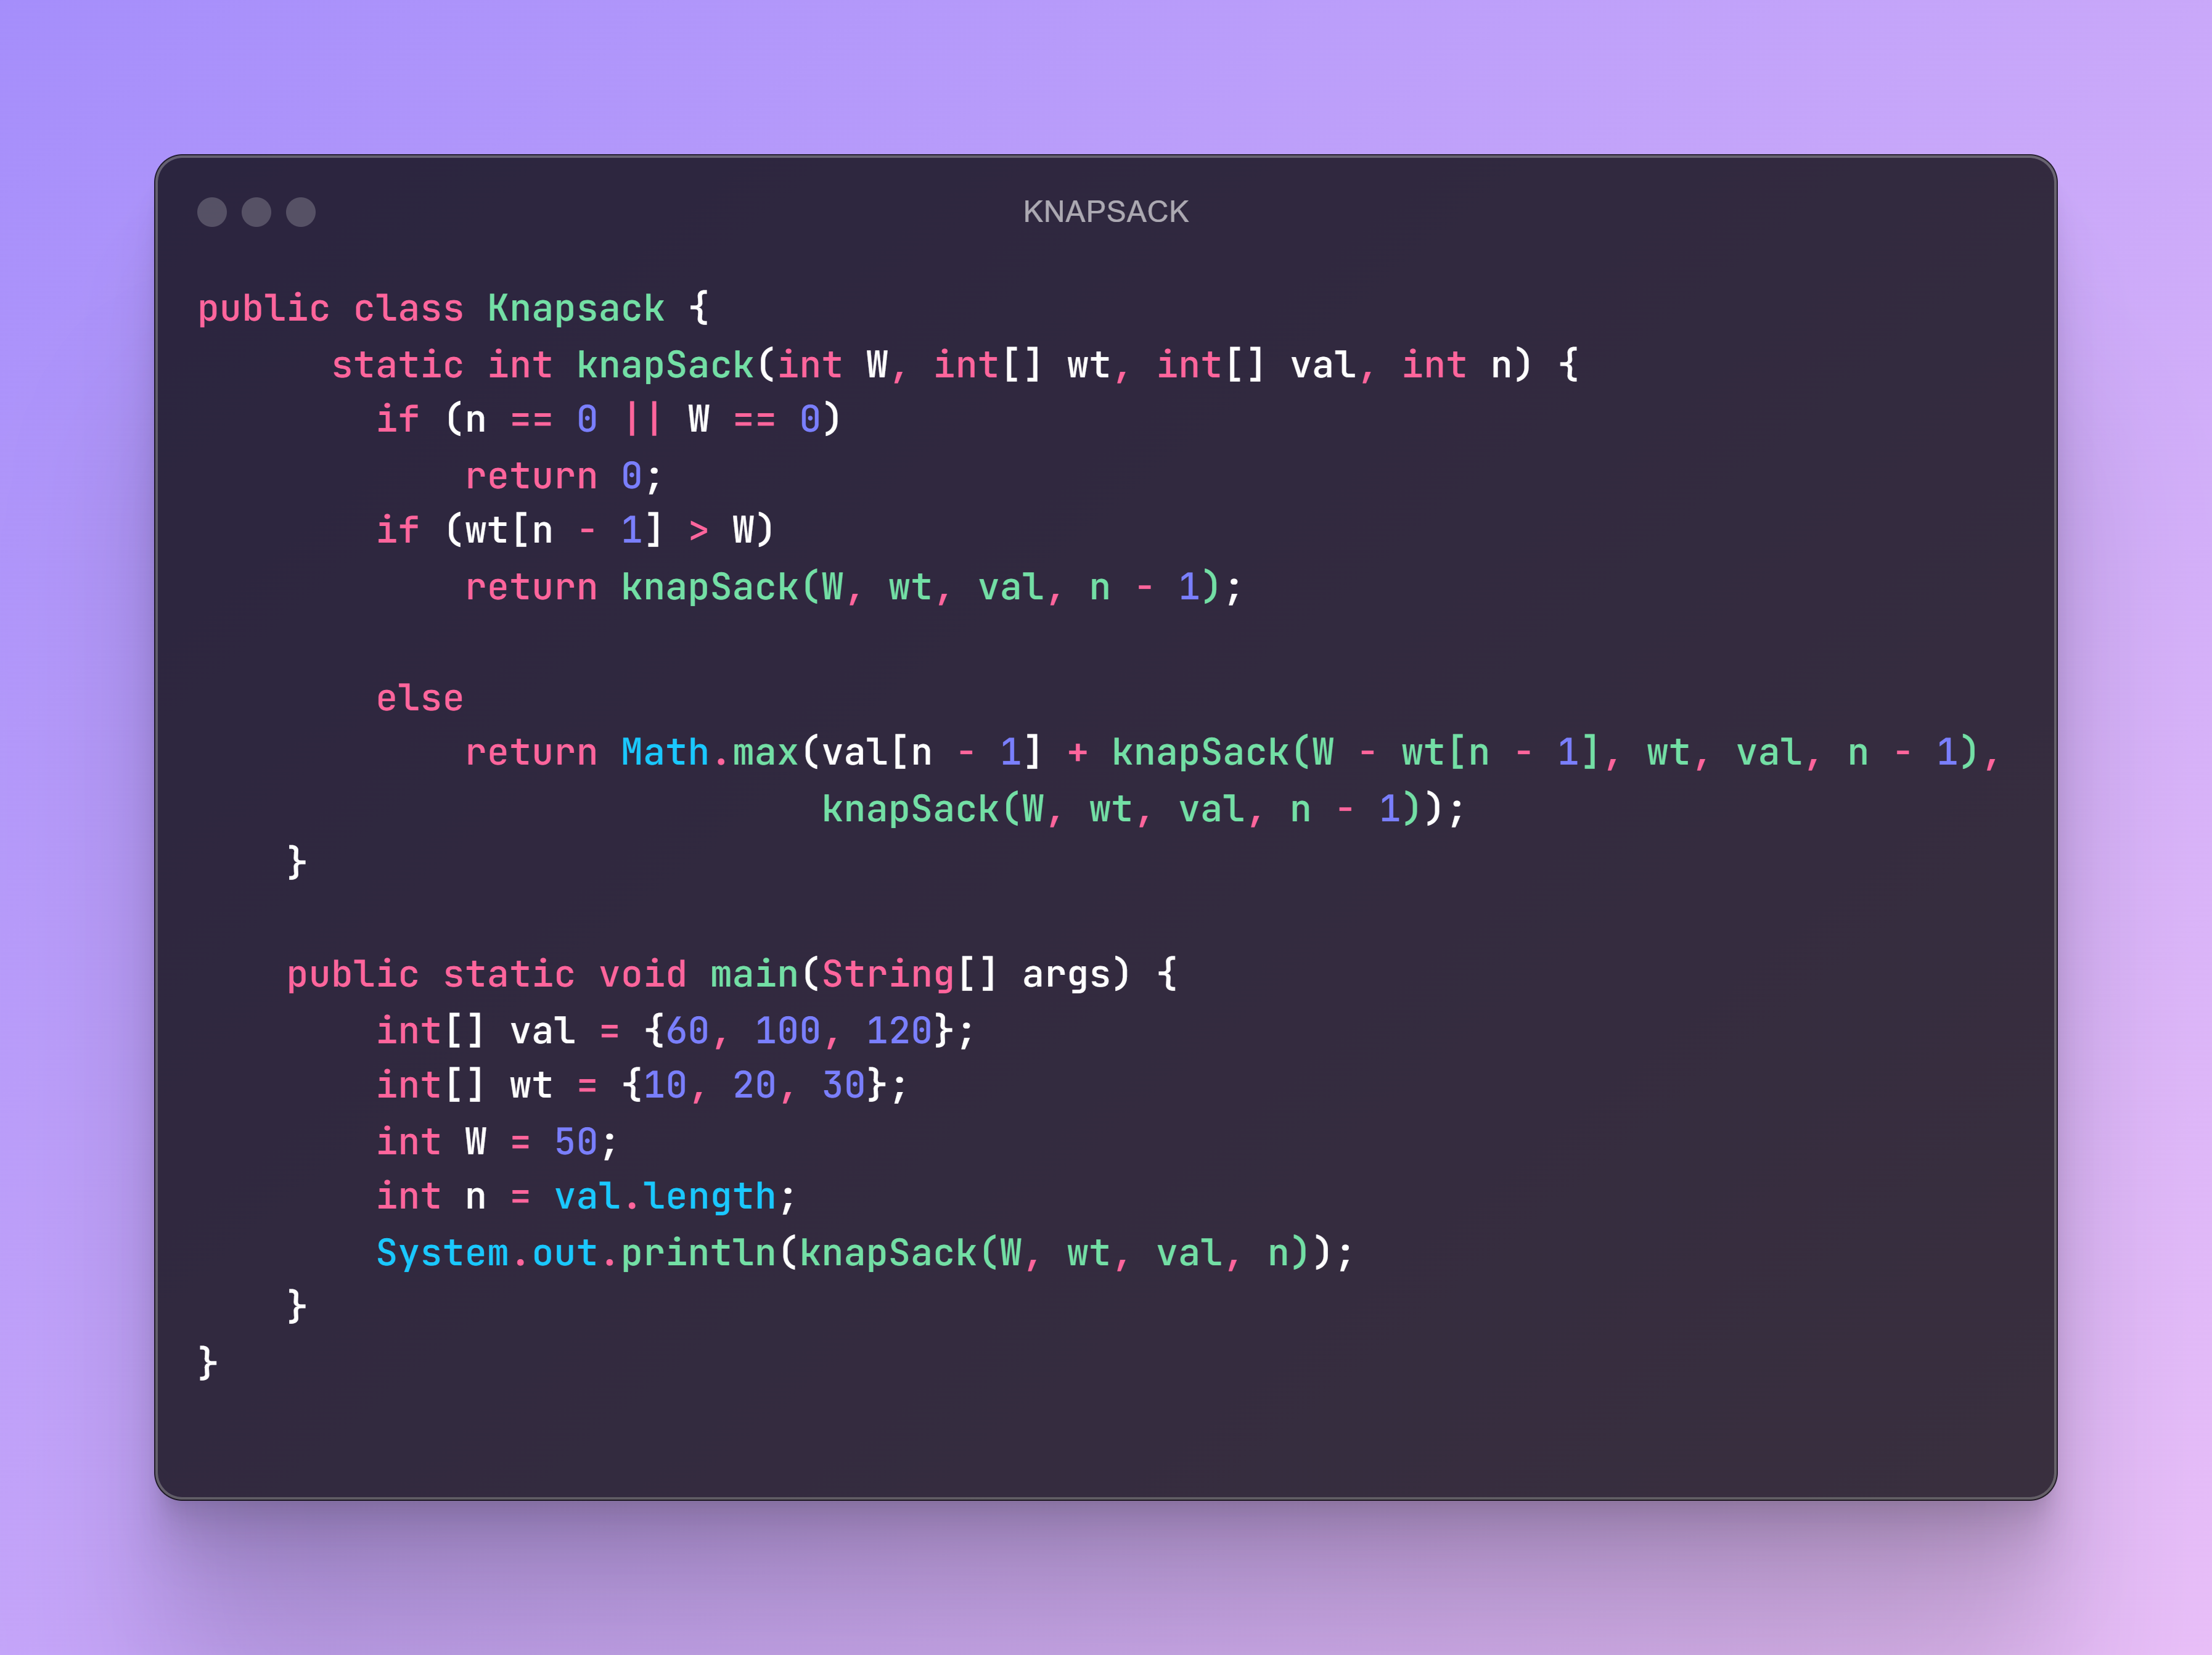 KNAPSACK
public class Knapsack {
      static int knapSack(int W, int[] wt, int[] val, int n) {
        if (n == 0 || W == 0)
            return 0;
        if (wt[n - 1] > W)
            return knapSack(W, wt, val, n - 1);
        else
            return Math.max(val[n - 1] + knapSack(W - wt[n - 1], wt, val, n - 1),
                            knapSack(W, wt, val, n - 1));
    }
    public static void main(String[] args) {
        int[] val = {60, 100, 120};
        int[] wt = {10, 20, 30};
        int W = 50;
        int n = val.length;
        System.out.println(knapSack(W, wt, val, n));
    }
}